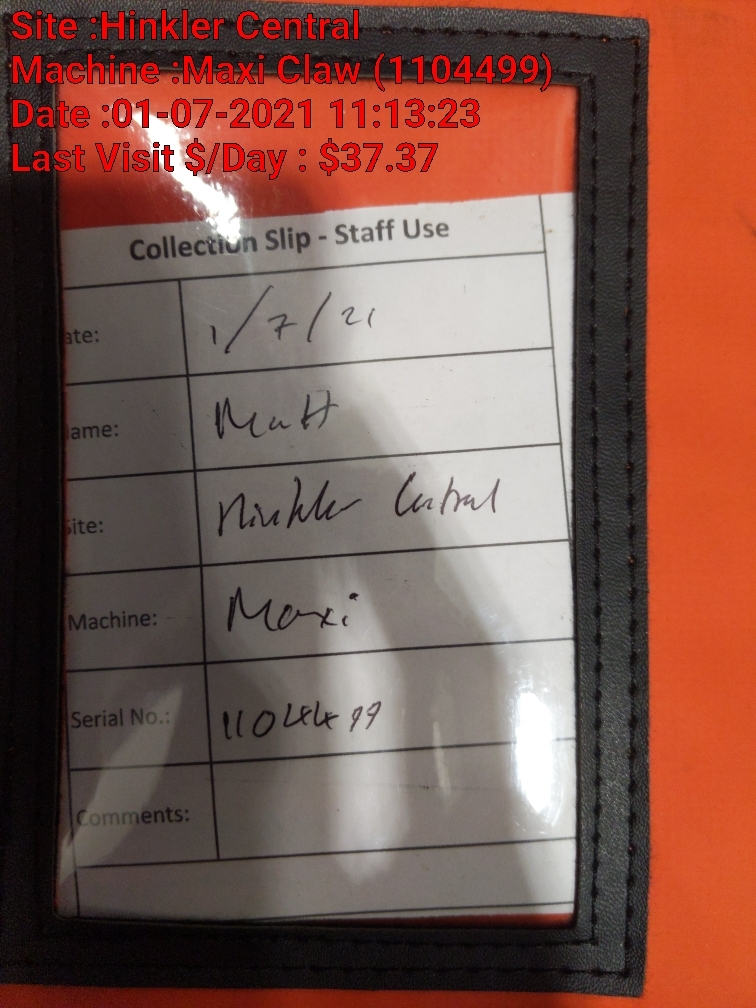 Site :Hinkler Central
Machine :Maxi Claw (1104499)
Date :01-07-2021 11:13:23
Last Visit $/Day : $37.37
Collection Slip - Staff Use
ate: 1/7/21
ame: Matt
Site: Hinkler Central
Machine: Maxi
Serial No.: 1104499
Comments: